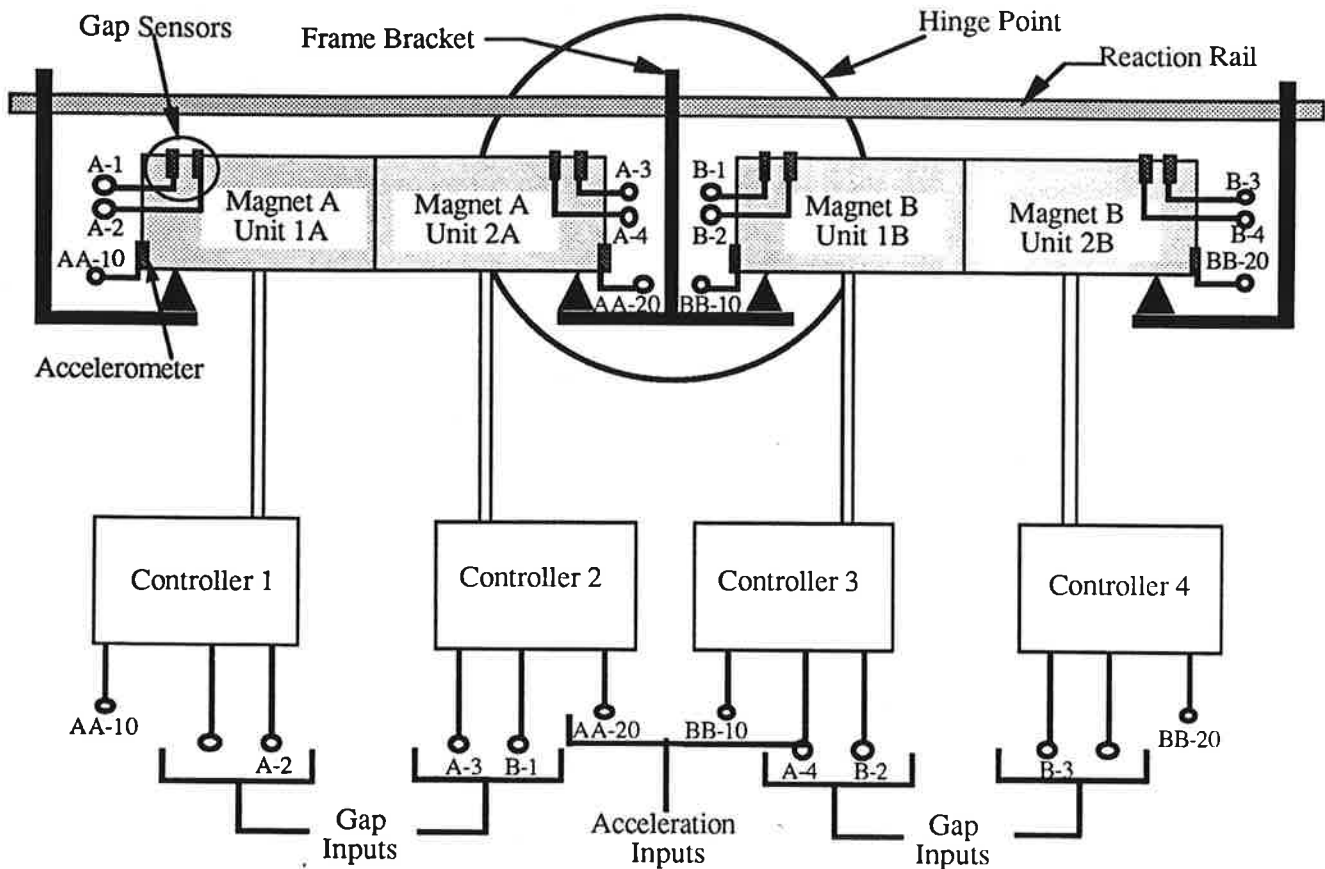 Gap Sensors
Frame Bracket
Hinge Point
Reaction Rail
A-1
A-2
AA-10
Magnet A
Unit 1A
Magnet A
Unit 2A
A-3
A-4
AA-20
B-1
B-2
BB-10
Magnet B
Unit 1B
Magnet B
Unit 2B
B-3
B-4
BB-20
Accelerometer
Controller 1
Controller 2
Controller 3
Controller 4
AA-10
A-2
A-3
B-1
AA-20
BB-10
A-4
B-2
B-3
BB-20
Gap
Inputs
Acceleration
Inputs
Gap
Inputs